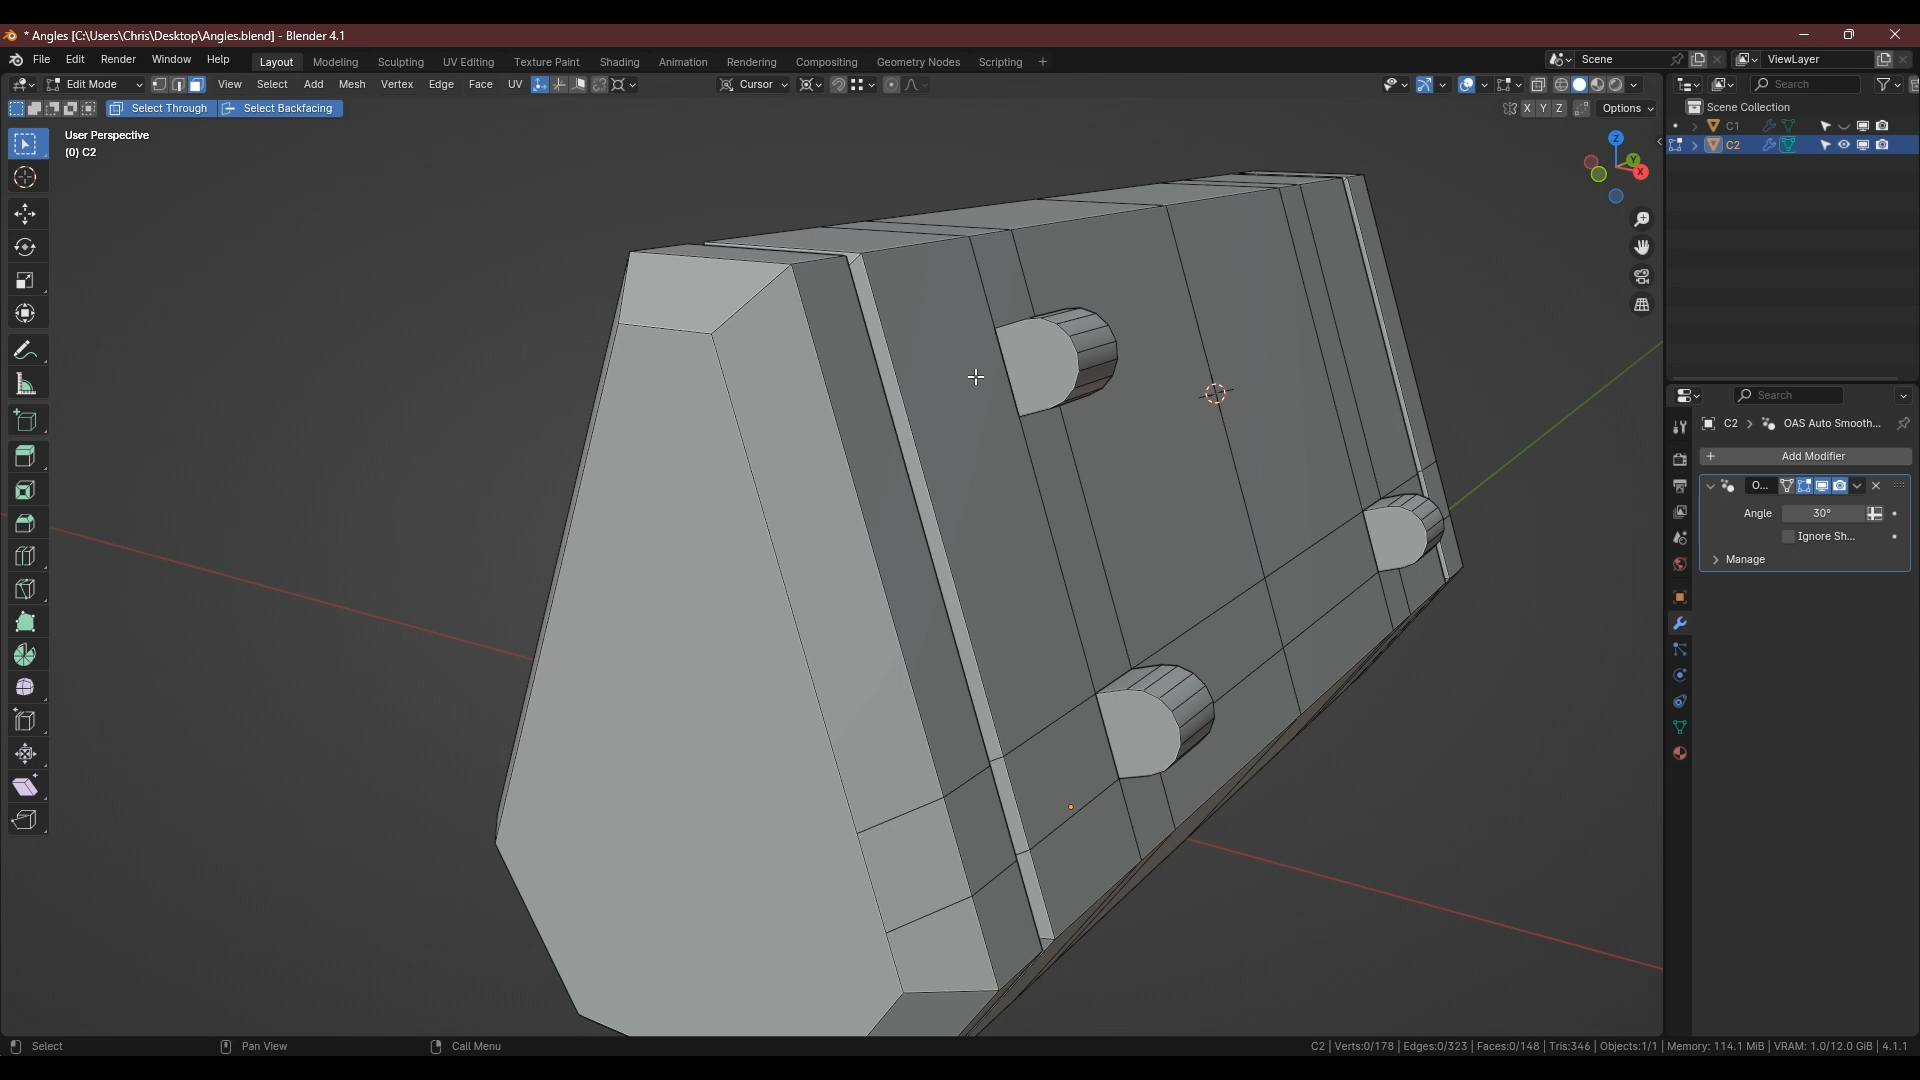 * Angles [C:\Users\Chris\Desktop\Angles.blend] - Blender 4.1
File Edit Render Window Help Layout Modeling Sculpting UV Editing Texture Paint Shading Animation Rendering Compositing Geometry Nodes Scripting + Scene ViewLayer
Edit Mode View Select Add Mesh Vertex Edge Face UV Cursor Search
Select Through Select Backfacing X Y Z Options Scene Collection
User Perspective
(0) C2
C1
C2
Z
Y
X
Search
C2 > OAS Auto Smooth...
+ Add Modifier
O...
Angle 30°
Ignore Sh...
Manage
Select Pan View Call Menu C2 | Verts:0/178 | Edges:0/323 | Faces:0/148 | Tris:346 | Objects:1/1 | Memory: 114.1 MiB | VRAM: 1.0/12.0 GiB | 4.1.1